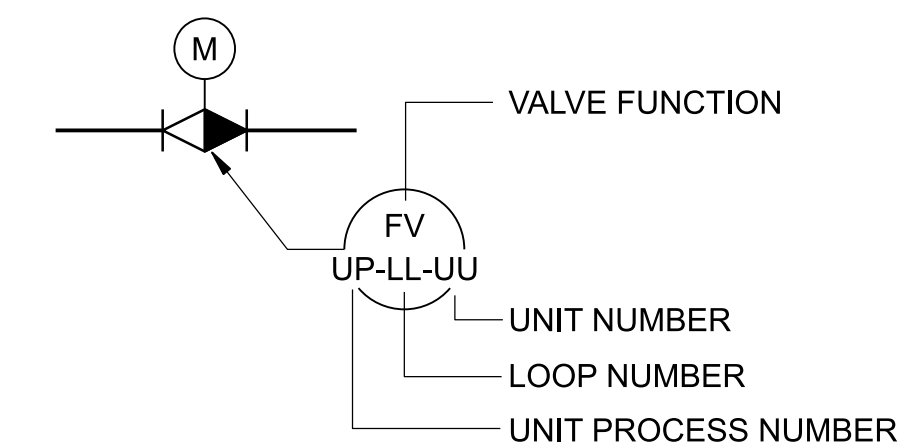 M
VALVE FUNCTION
FV
UP-LL-UU
UNIT NUMBER
LOOP NUMBER
UNIT PROCESS NUMBER